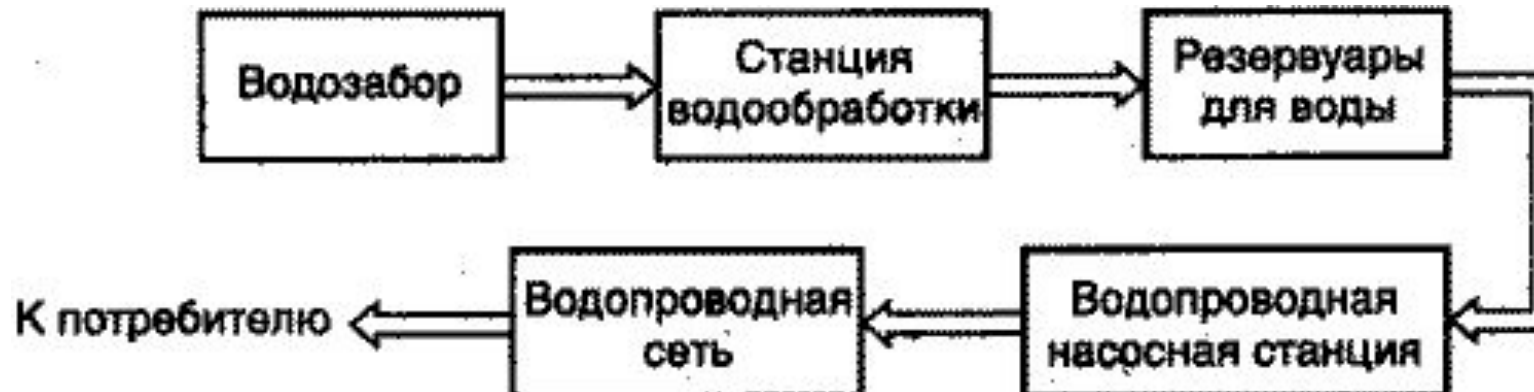 Водозабор
Станция
водообработки
Резервуары
для воды
Водопроводная
насосная станция
Водопроводная
сеть
К потребителю